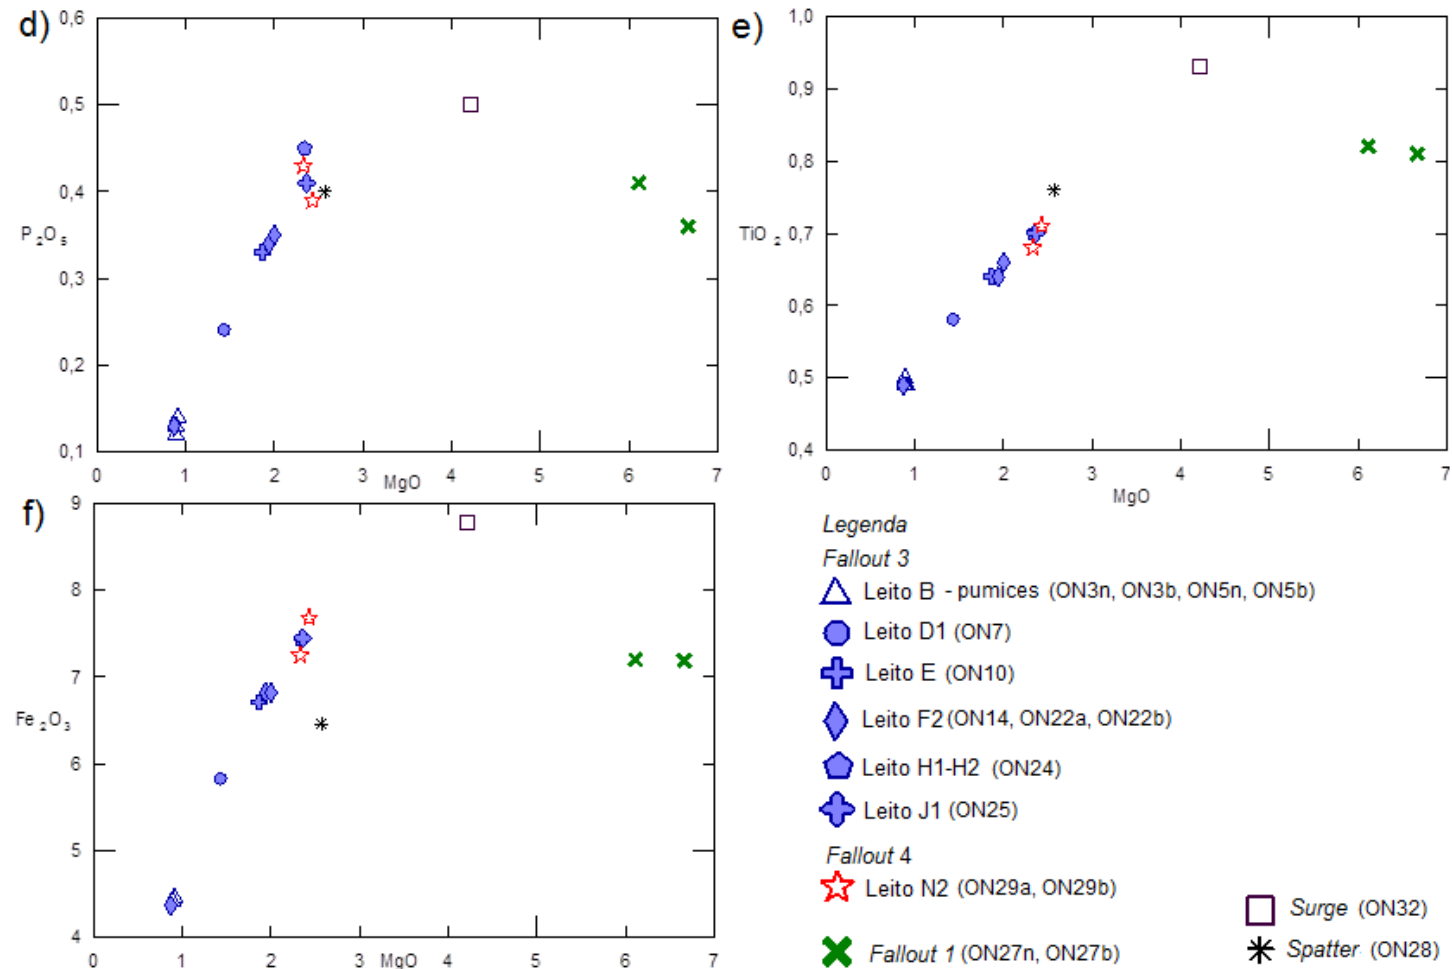 d)
0,6
0,5
0,4
P2O5
0,3
0,2
0,1
0 1 2 3 4 5 6 7
MgO
e)
1,0
0,9
0,8
TiO2
0,7
0,6
0,5
0,4
0 1 2 3 4 5 6 7
MgO
f)
9
8
7
Fe2O3
6
5
4
0 1 2 3 MgO 4 5 6 7
Legenda
Fallout 3
Leito B - pumices (ON3n, ON3b, ON5n, ON5b)
Leito D1 (ON7)
Leito E (ON10)
Leito F2 (ON14, ON22a, ON22b)
Leito H1-H2 (ON24)
Leito J1 (ON25)
Fallout 4
Leito N2 (ON29a, ON29b)
Fallout 1 (ON27n, ON27b)
Surge (ON32)
Spatter (ON28)